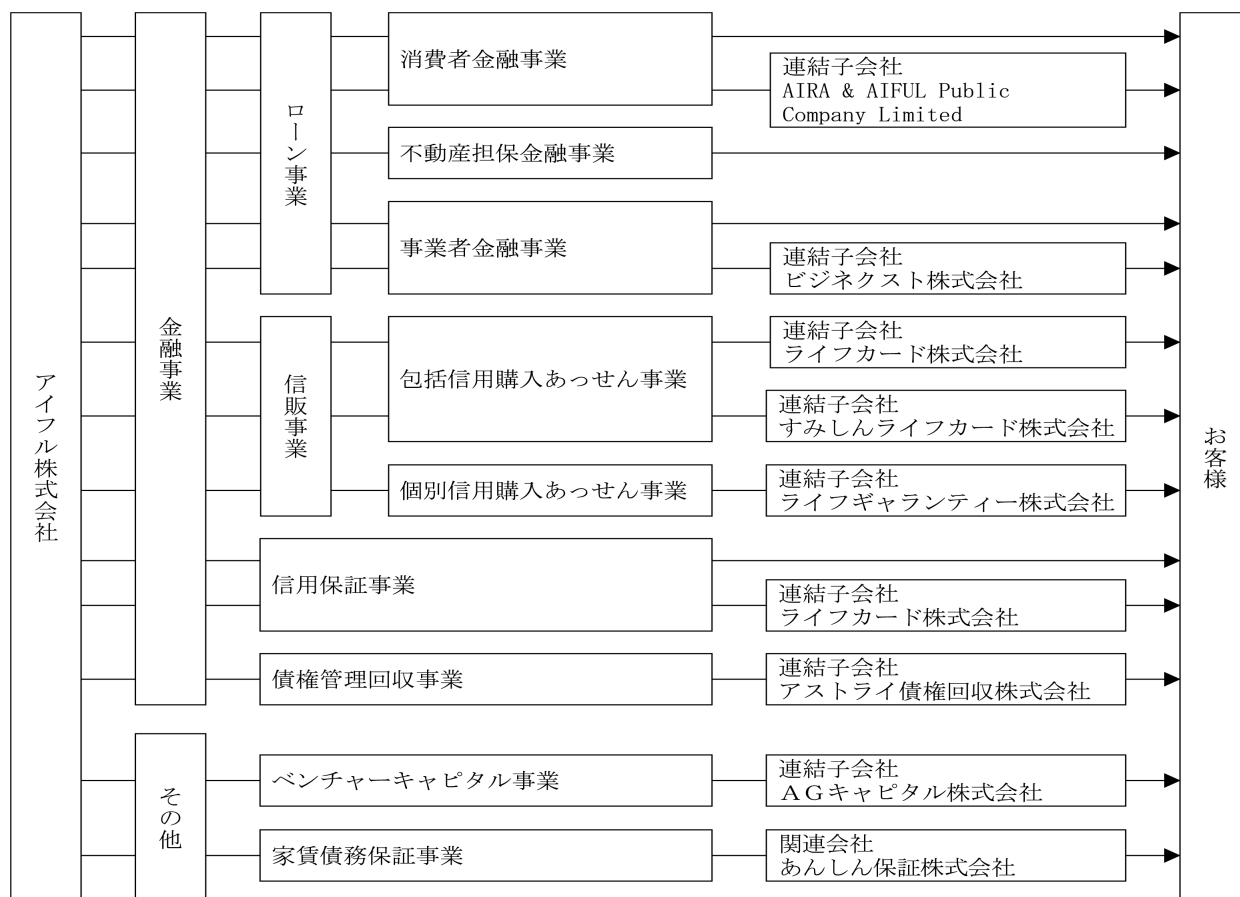 アイフル株式会社
金融事業
ローン事業
消費者金融事業
連結子会社
AIRA & AIFUL Public
Company Limited
不動産担保金融事業
事業者金融事業
連結子会社
ビジネクスト株式会社
信販事業
包括信用購入あっせん事業
連結子会社
ライフカード株式会社
連結子会社
すみしんライフカード株式会社
個別信用購入あっせん事業
連結子会社
ライフギャランティー株式会社
信用保証事業
連結子会社
ライフカード株式会社
債権管理回収事業
連結子会社
アストライ債権回収株式会社
その他
ベンチャーキャピタル事業
連結子会社
AGキャピタル株式会社
家賃債務保証事業
関連会社
あんしん保証株式会社
お客様